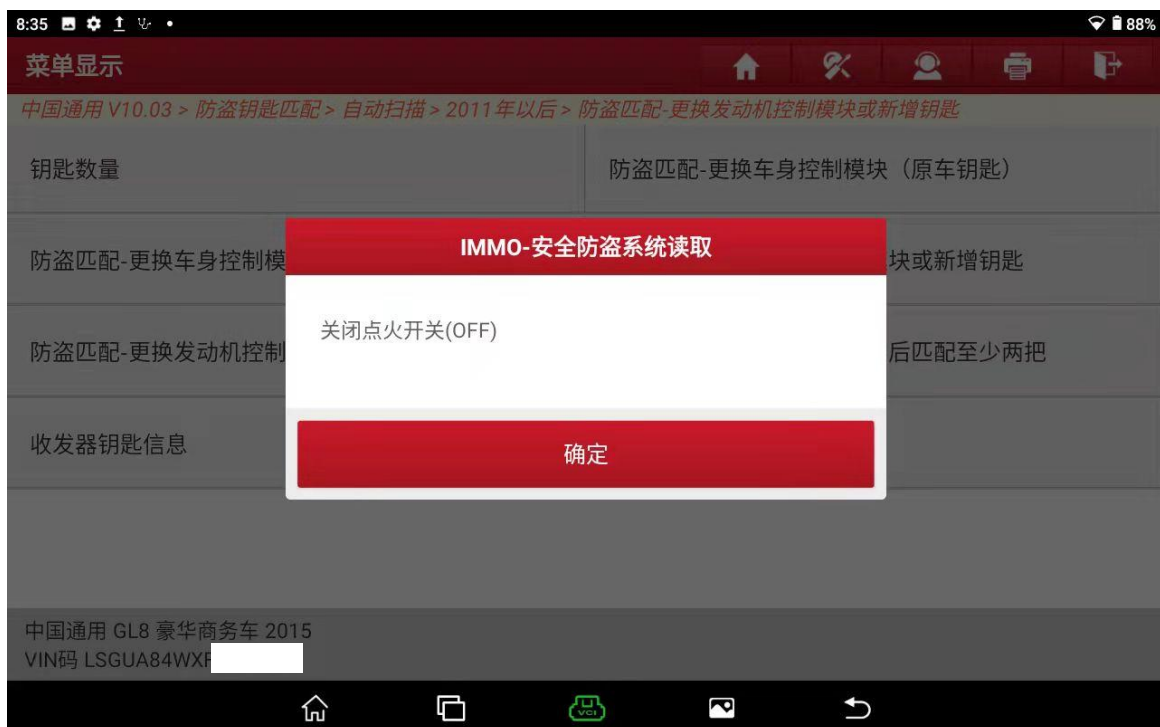 8:35
88%
菜单显示
中国通用 V10.03 > 防盗钥匙匹配 > 自动扫描 > 2011年以后 > 防盗匹配-更换发动机控制模块或新增钥匙
钥匙数量
防盗匹配-更换车身控制模块（原车钥匙）
IMMO-安全防盗系统读取
防盗匹配-更换车身控制模
块或新增钥匙
关闭点火开关(OFF)
防盗匹配-更换发动机控制
后匹配至少两把
收发器钥匙信息
确定
中国通用 GL8 豪华商务车 2015
VIN码 LSGUA84WX
VCI